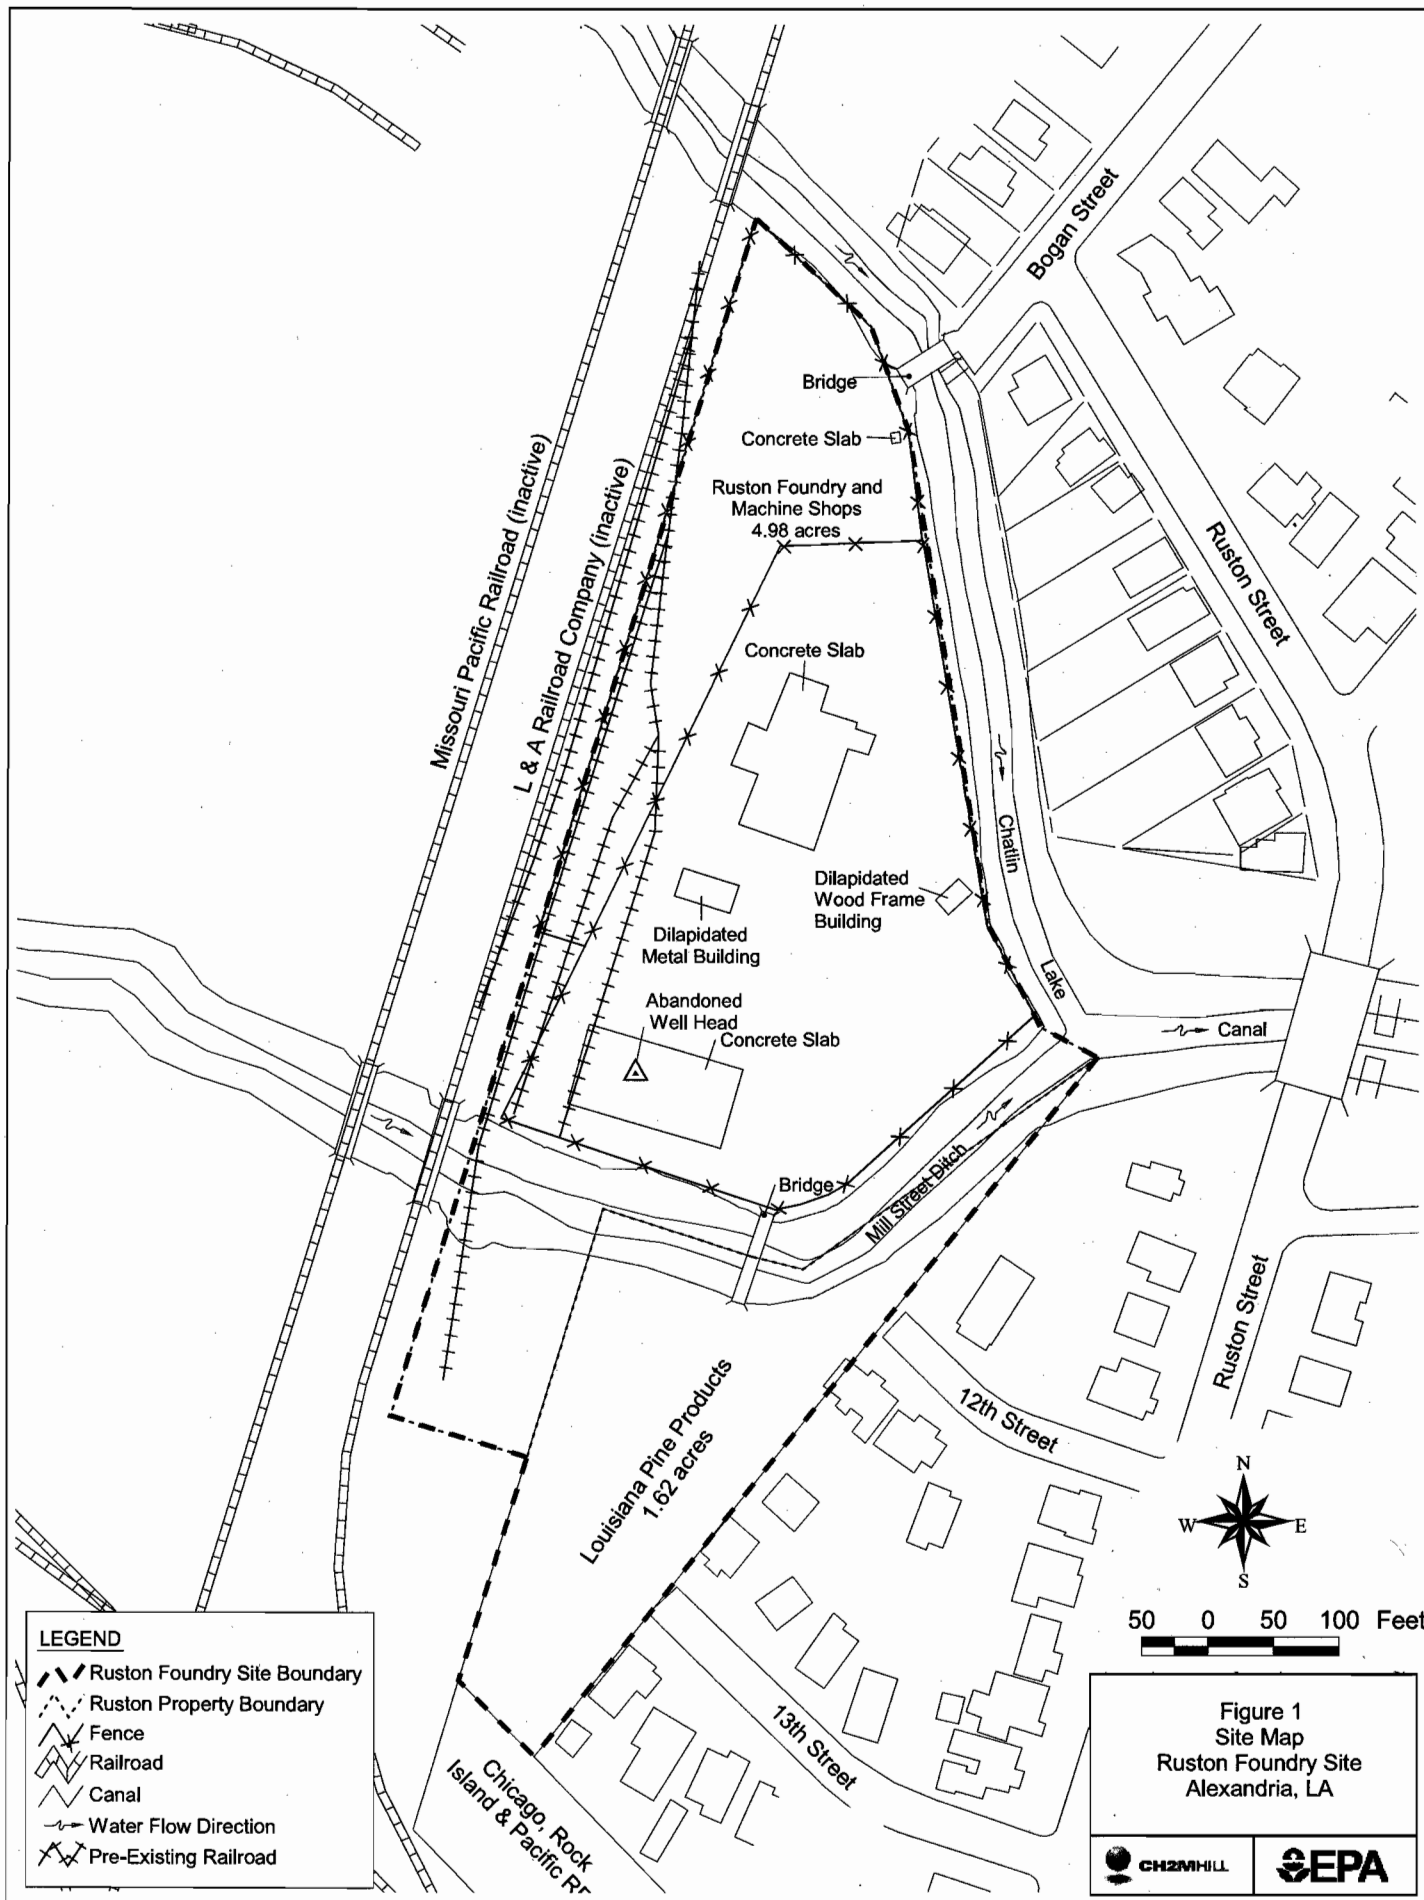 Bogan Street
Bridge
Concrete Slab
Ruston Foundry and
Machine Shops
4.98 acres
Missouri Pacific Railroad (inactive)
L & A Railroad Company (inactive)
Ruston Street
Concrete Slab
Chatlin
Lake
Canal
Dilapidated
Wood Frame
Building
Dilapidated
Metal Building
Abandoned
Well Head
Concrete Slab
Bridge
Mill Street Ditch
Ruston Street
12th Street
Louisiana Pine Products
1.62 acres
13th Street
Chicago, Rock
Island & Pacific RR
N
W
E
S
50 0 50 100 Feet
LEGEND
Ruston Foundry Site Boundary
Ruston Property Boundary
Fence
Railroad
Canal
Water Flow Direction
Pre-Existing Railroad
Figure 1
Site Map
Ruston Foundry Site
Alexandria, LA
CH2MHILL
EPA